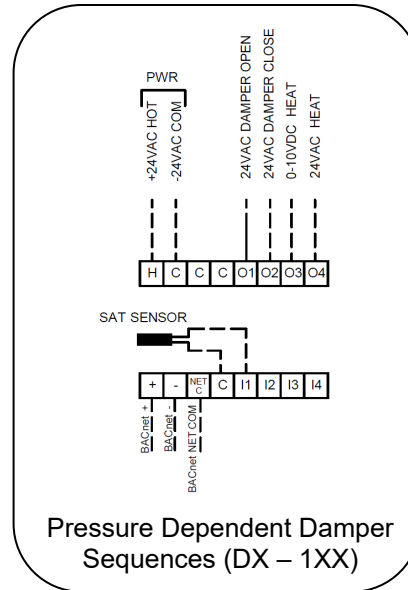 PWR
+24VAC HOT
-24VAC COM
24VAC DAMPER OPEN
24VAC DAMPER CLOSE
0-10VDC HEAT
24VAC HEAT
H C C C O1 O2 O3 O4
SAT SENSOR
+ - NET C C I1 I2 I3 I4
BACnet +
BACnet -
BACnet NET COM
Pressure Dependent Damper
Sequences (DX – 1XX)